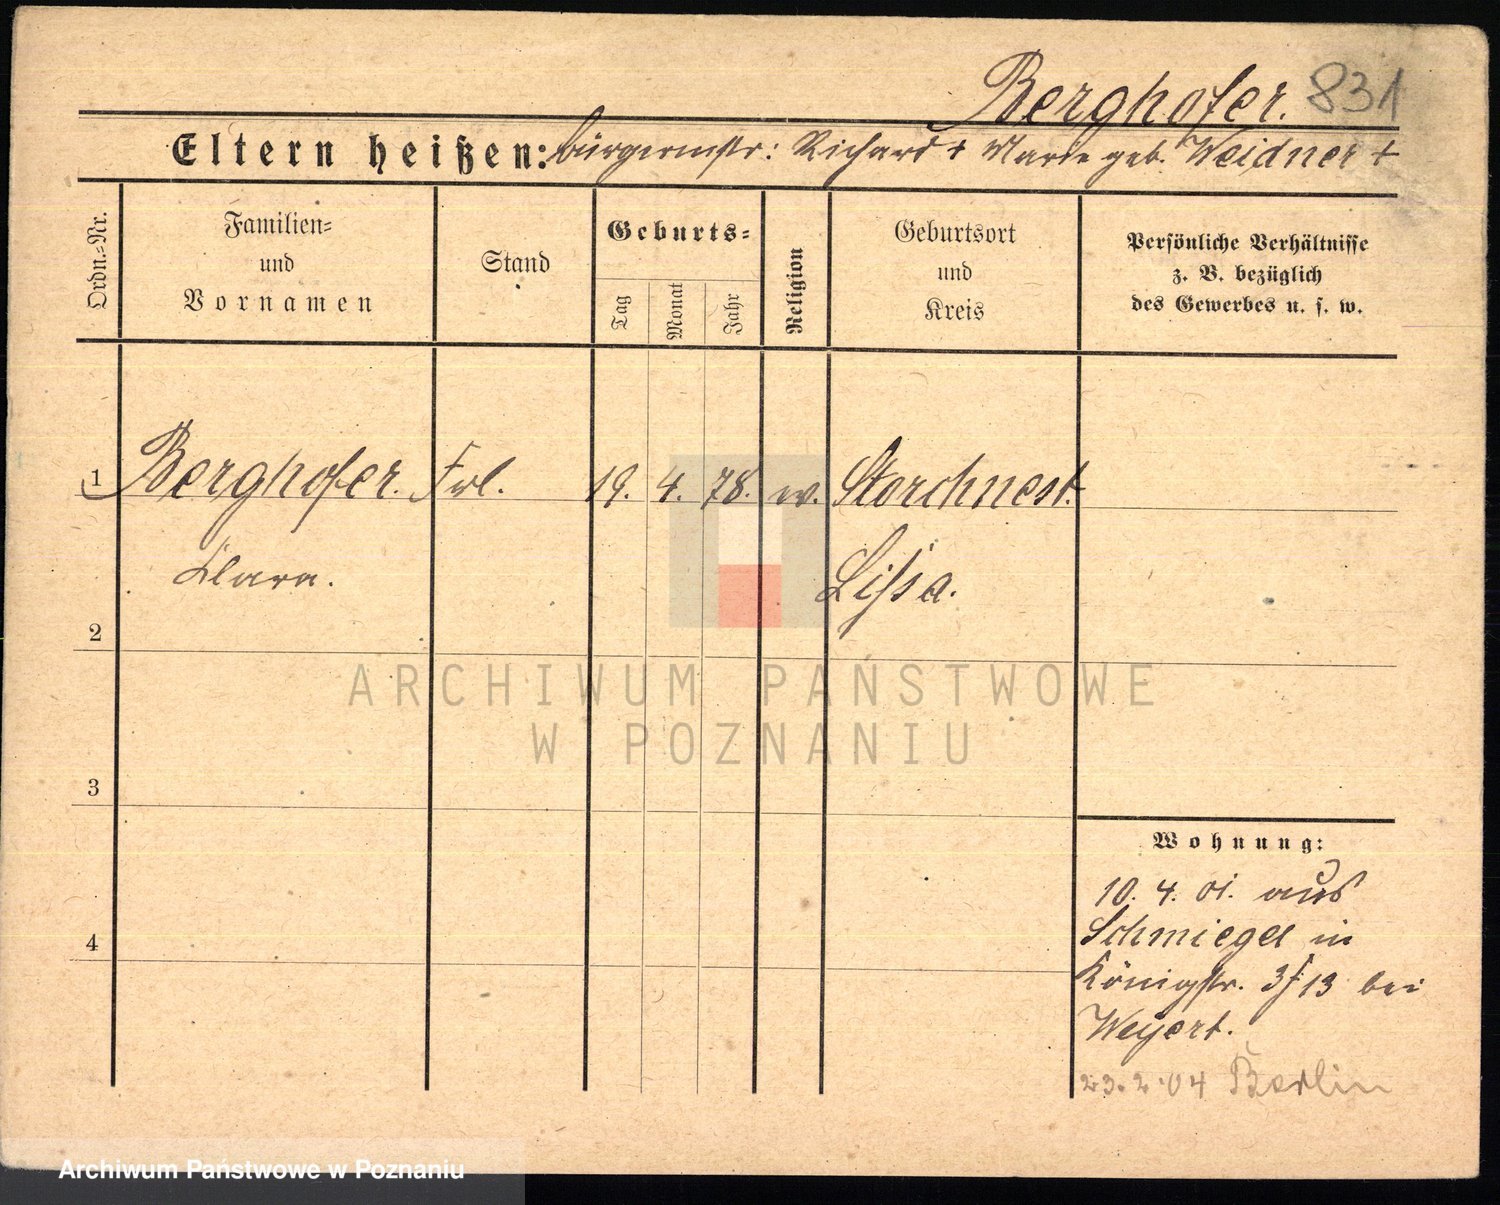 Berghofer. 831
Eltern heißen: bürgermstr: Richard + Marie geb. Weidner +
Ordn.-Nr.
Familien-
und
Vornamen
Stand
Geburts-
Tag
Monat
Jahr
Religion
Geburtsort
und
Kreis
Persönliche Verhältnisse
z. B. bezüglich
des Gewerbes u. s. w.
1 Berghofer. Frl. 19. 4. 78. ev. Storchnest.
Klara. Lissa.
2
ARCHIWUM PAŃSTWOWE
W POZNANIU
3
Wohnung:
10. 4. 01. aus
4 Schmiegel in
Königstr. 13 bei
Weyert.
23.2.04 Berlin
Archiwum Państwowe w Poznaniu